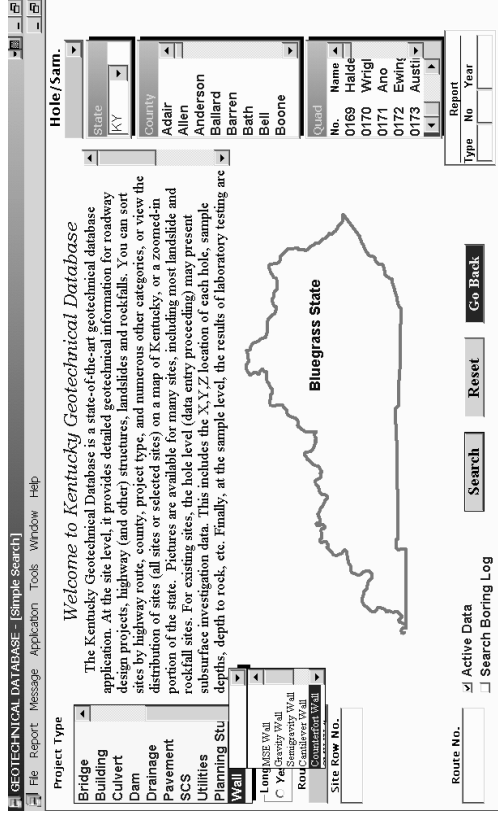 GEOTECHNICAL DATABASE - [Simple Search]
File Report Message Application Tools Window Help
Project Type
Bridge
Building
Culvert
Dam
Drainage
Pavement
SCS
Utilities
Planning Stu
Wall
Long
MSE Wall
Gravity Wall
Semigravity Wall
Cantilever Wall
Counterfort Wall
Ye
Rou
Site Row No.
Route No.
Welcome to Kentucky Geotechnical Database
The Kentucky Geotechnical Database is a state-of-the-art geotechnical database
application. At the site level, it provides detailed geotechnical information for roadway
design projects, highway (and other) structures, landslides and rockfalls. You can sort
sites by highway route, county, project type, and numerous other categories, or view the
distribution of sites (all sites or selected sites) on a map of Kentucky, or a zoomed-in
portion of the state. Pictures are available for many sites, including most landslide and
rockfall sites. For existing sites, the hole level (data entry proceeding) may present
subsurface investigation data. This includes the X,Y,Z location of each hole, sample
depths, depth to rock, etc. Finally, at the sample level, the results of laboratory testing are
Bluegrass State
Active Data
Search Boring Log
Search Reset Go Back
Hole/Sam.
State
KY
County
Adair
Allen
Anderson
Ballard
Barren
Bath
Bell
Boone
Quad
No. Name
0169 Halde
0170 Wrigl
0171 Ano
0172 Ewing
0173 Austi
Report
Type No Year